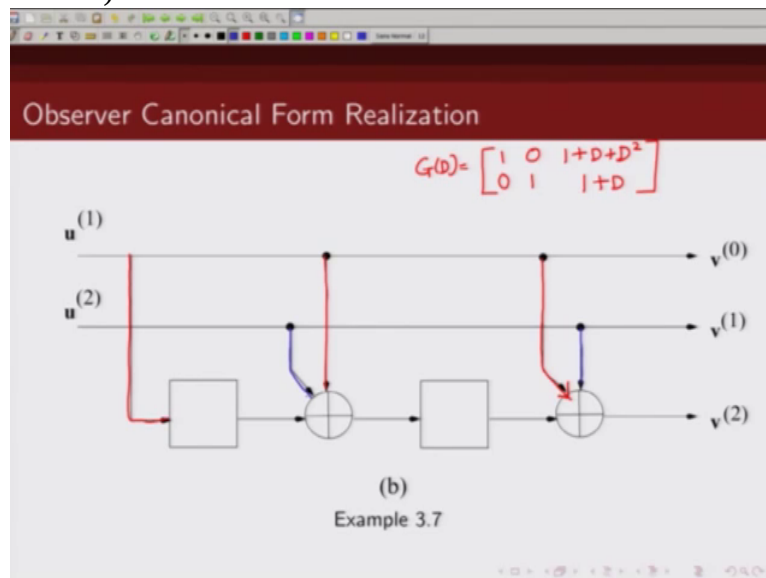 Observer Canonical Form Realization
G(D)= [1 0 1+D+D²
0 1 1+D]
u(1)
v(0)
u(2)
v(1)
v(2)
(b)
Example 3.7